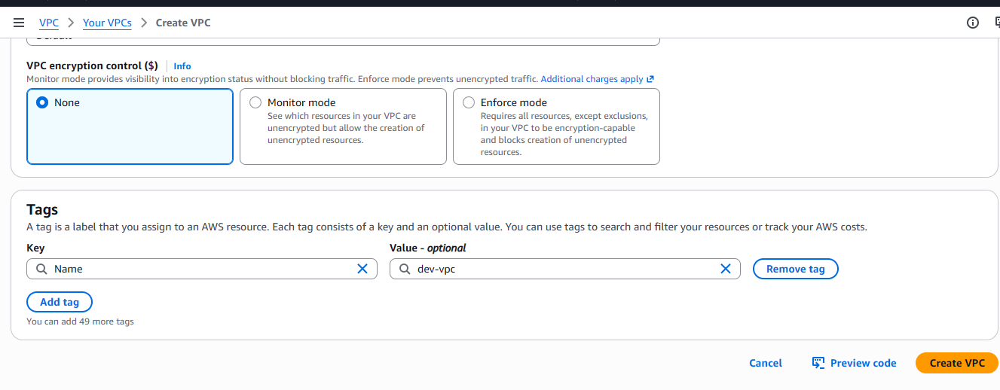 VPC > Your VPCs > Create VPC
Default
VPC encryption control ($) Info
Monitor mode provides visibility into encryption status without blocking traffic. Enforce mode prevents unencrypted traffic. Additional charges apply
None
Monitor mode
See which resources in your VPC are
unencrypted but allow the creation of
unencrypted resources.
Enforce mode
Requires all resources, except exclusions,
in your VPC to be encryption-capable
and blocks creation of unencrypted
resources.
Tags
A tag is a label that you assign to an AWS resource. Each tag consists of a key and an optional value. You can use tags to search and filter your resources or track your AWS costs.
Key
Value - optional
Name
dev-vpc
Remove tag
Add tag
You can add 49 more tags
Cancel
Preview code
Create VPC